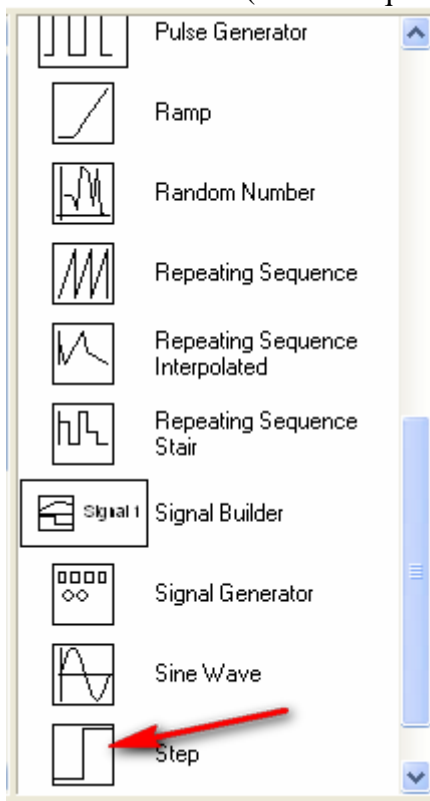 Pulse Generator
Ramp
Random Number
Repeating Sequence
Repeating Sequence
Interpolated
Repeating Sequence
Stair
Signal 1
Signal Builder
Signal Generator
Sine Wave
Step